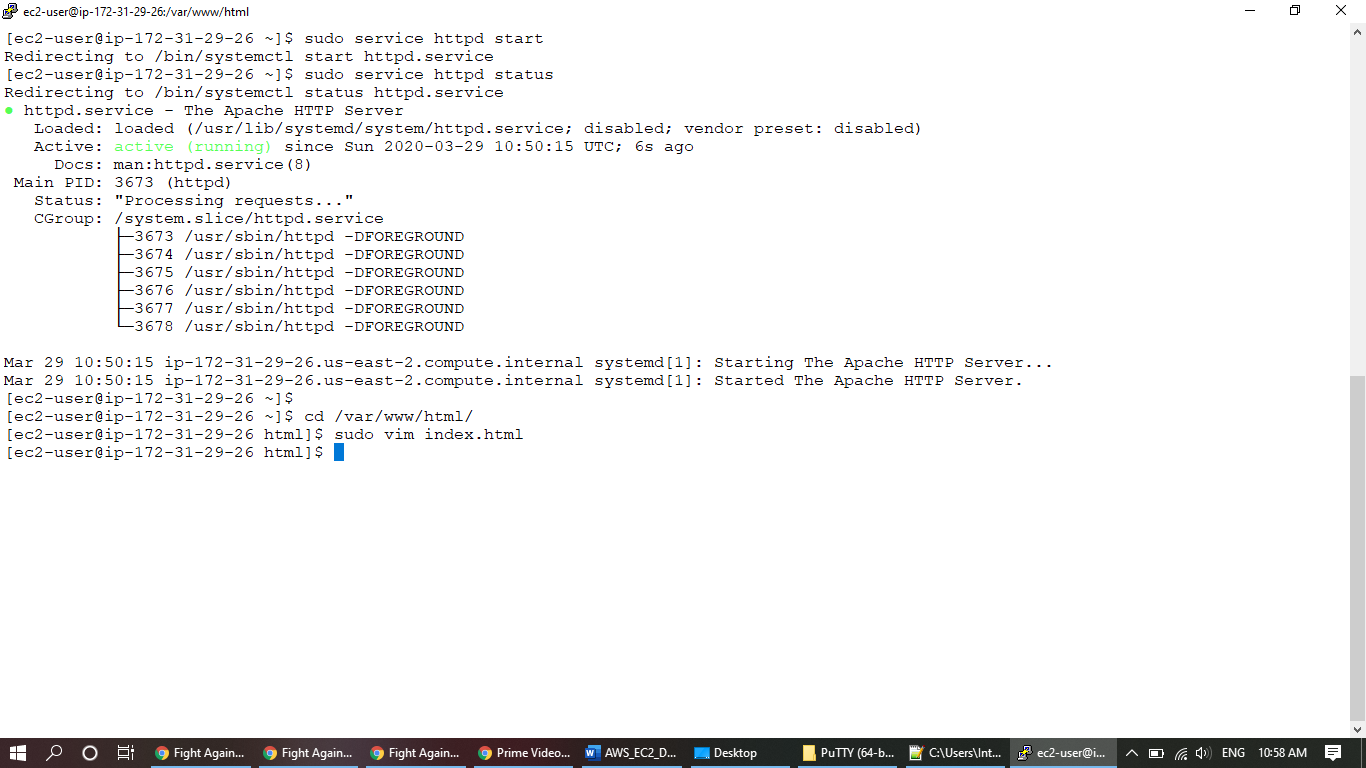 ec2-user@ip-172-31-29-26:/var/www/html
[ec2-user@ip-172-31-29-26 ~]$ sudo service httpd start
Redirecting to /bin/systemctl start httpd.service
[ec2-user@ip-172-31-29-26 ~]$ sudo service httpd status
Redirecting to /bin/systemctl status httpd.service
● httpd.service - The Apache HTTP Server
   Loaded: loaded (/usr/lib/systemd/system/httpd.service; disabled; vendor preset: disabled)
   Active: active (running) since Sun 2020-03-29 10:50:15 UTC; 6s ago
     Docs: man:httpd.service(8)
 Main PID: 3673 (httpd)
   Status: "Processing requests..."
   CGroup: /system.slice/httpd.service
           ├─3673 /usr/sbin/httpd -DFOREGROUND
           ├─3674 /usr/sbin/httpd -DFOREGROUND
           ├─3675 /usr/sbin/httpd -DFOREGROUND
           ├─3676 /usr/sbin/httpd -DFOREGROUND
           ├─3677 /usr/sbin/httpd -DFOREGROUND
           └─3678 /usr/sbin/httpd -DFOREGROUND
Mar 29 10:50:15 ip-172-31-29-26.us-east-2.compute.internal systemd[1]: Starting The Apache HTTP Server...
Mar 29 10:50:15 ip-172-31-29-26.us-east-2.compute.internal systemd[1]: Started The Apache HTTP Server.
[ec2-user@ip-172-31-29-26 ~]$
[ec2-user@ip-172-31-29-26 ~]$ cd /var/www/html/
[ec2-user@ip-172-31-29-26 html]$ sudo vim index.html
[ec2-user@ip-172-31-29-26 html]$
Fight Again... Fight Again... Fight Again... Prime Video... AWS_EC2_D... Desktop PuTTY (64-b... C:\Users\Int... ec2-user@i... ENG 10:58 AM